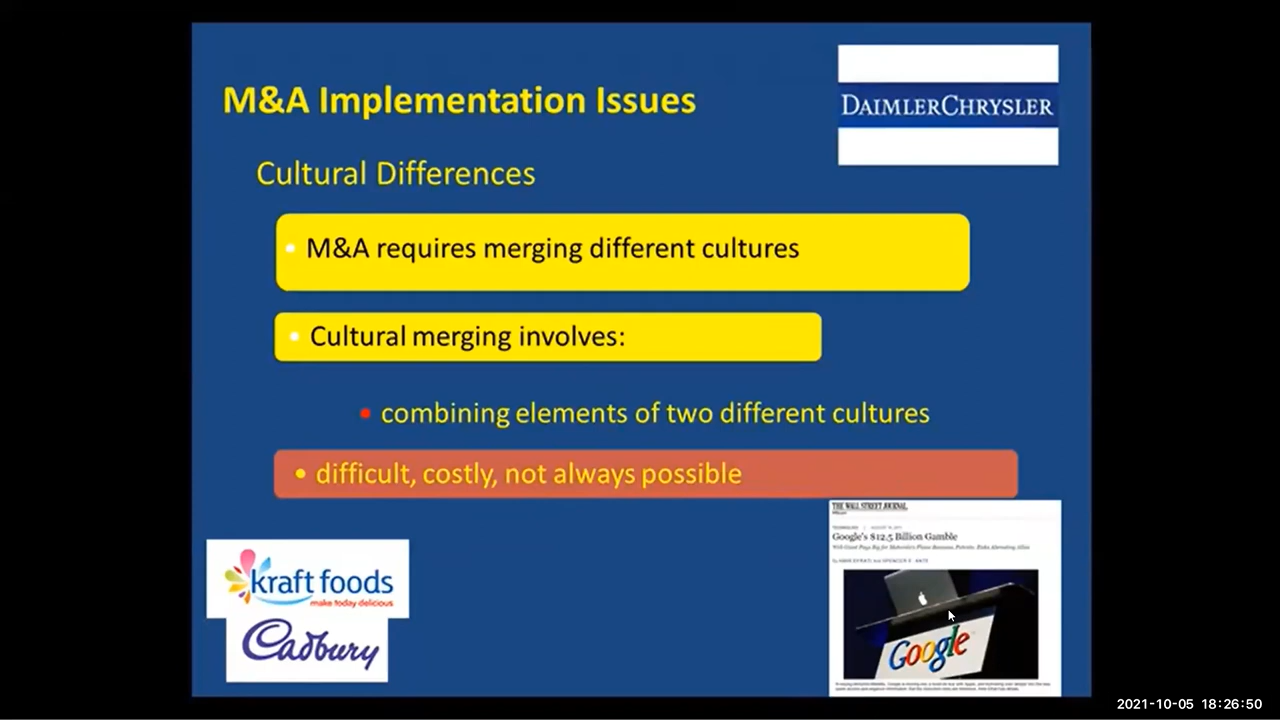 M&A Implementation Issues
DAIMLERCHRYSLER
Cultural Differences
• M&A requires merging different cultures
• Cultural merging involves:
• combining elements of two different cultures
• difficult, costly, not always possible
THE WALL STREET JOURNAL
TECHNOLOGY
Google's $12.5 Billion Gamble
Google
kraft foods
make today delicious
Cadbury
2021-10-05 18:26:50